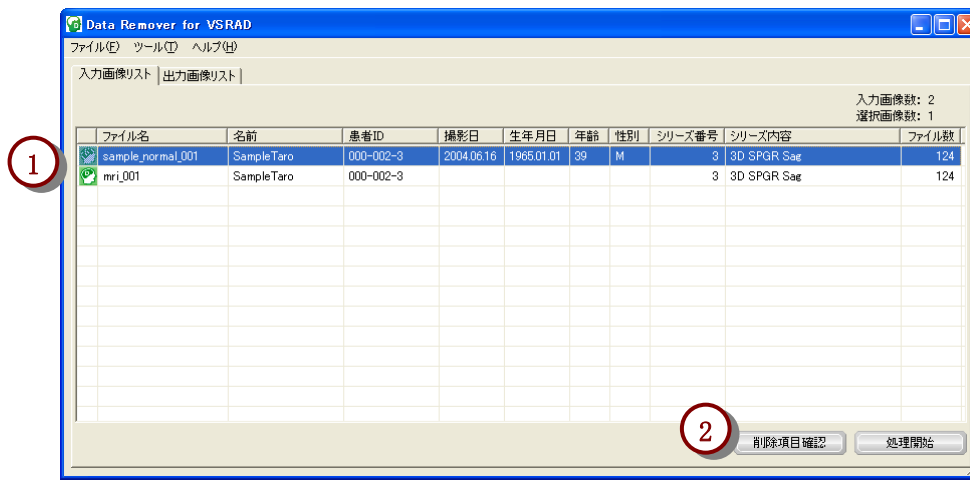 Data Remover for VSRAD
ファイル(F) ツール(T) ヘルプ(H)
入力画像リスト 出力画像リスト
入力画像数: 2
選択画像数: 1
ファイル名 名前 患者ID 撮影日 生年月日 年齢 性別 シリーズ番号 シリーズ内容 ファイル数
1
sample_normal_001 SampleTaro 000-002-3 2004.06.16 1965.01.01 39 M 3 3D SPGR Sag 124
mri_001 SampleTaro 000-002-3 3 3D SPGR Sag 124
2
削除項目確認 処理開始